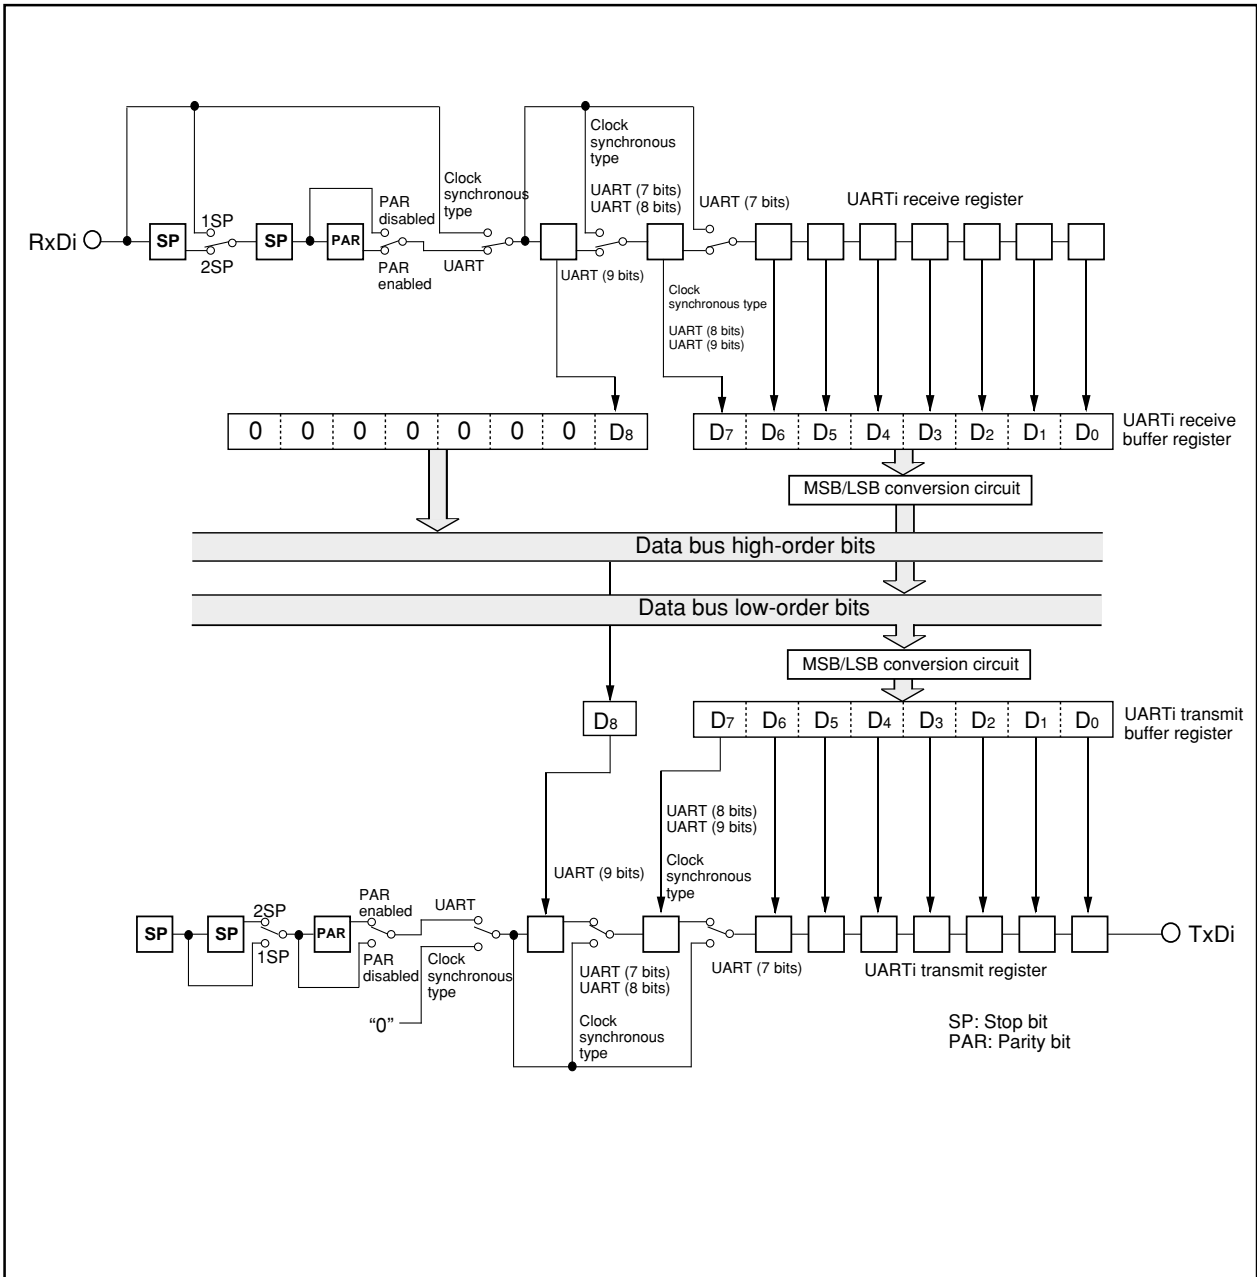 Clock
synchronous
type
UART (7 bits)
UART (8 bits)
UART (7 bits)
UARTi receive register
Clock
synchronous
type
PAR
disabled
1SP
RxDi
SP
SP
PAR
2SP
PAR
enabled
UART
UART (9 bits)
Clock
synchronous type
UART (8 bits)
UART (9 bits)
0 0 0 0 0 0 0 D8
D7 D6 D5 D4 D3 D2 D1 D0
UARTi receive
buffer register
MSB/LSB conversion circuit
Data bus high-order bits
Data bus low-order bits
MSB/LSB conversion circuit
D8
D7 D6 D5 D4 D3 D2 D1 D0
UARTi transmit
buffer register
UART (8 bits)
UART (9 bits)
Clock
synchronous
type
UART (9 bits)
PAR
enabled
UART
2SP
SP
SP
PAR
TxDi
1SP
PAR
disabled
Clock
synchronous
type
UART (7 bits)
UART (8 bits)
UART (7 bits)
UARTi transmit register
“0”
Clock
synchronous
type
SP: Stop bit
PAR: Parity bit